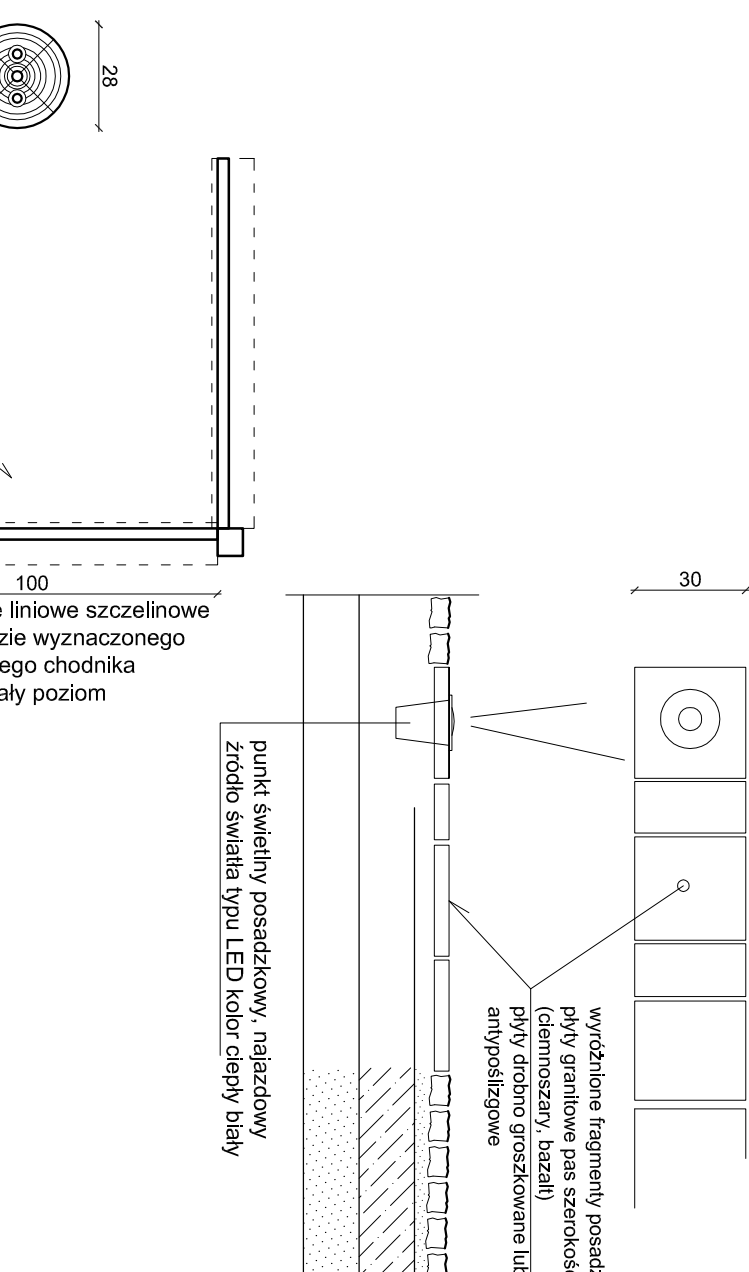 28
100
e liniowe szczelinowe
zie wyznaczonego
ego chodnika
ały poziom
30
punkt świetlny posadzkowy, najazdowy
źródło światła typu LED kolor ciepły biały
wyróżnione fragmenty posadz
płyty granitowe pas szerokoś
(ciemnoszary, bazalt)
płyty drobno groszkowane lub
antypoślizgowe